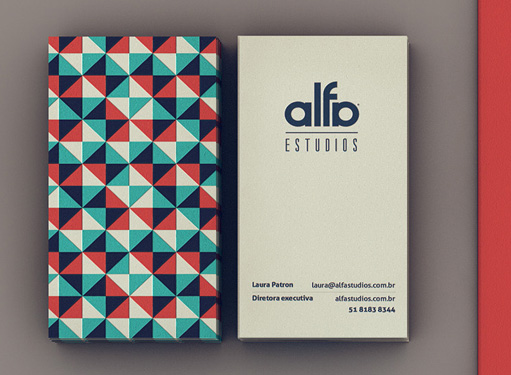 alfa
ESTUDIOS
Laura Patron laura@alfastudios.com.br
Diretora executiva alfastudios.com.br
51 8183 8344